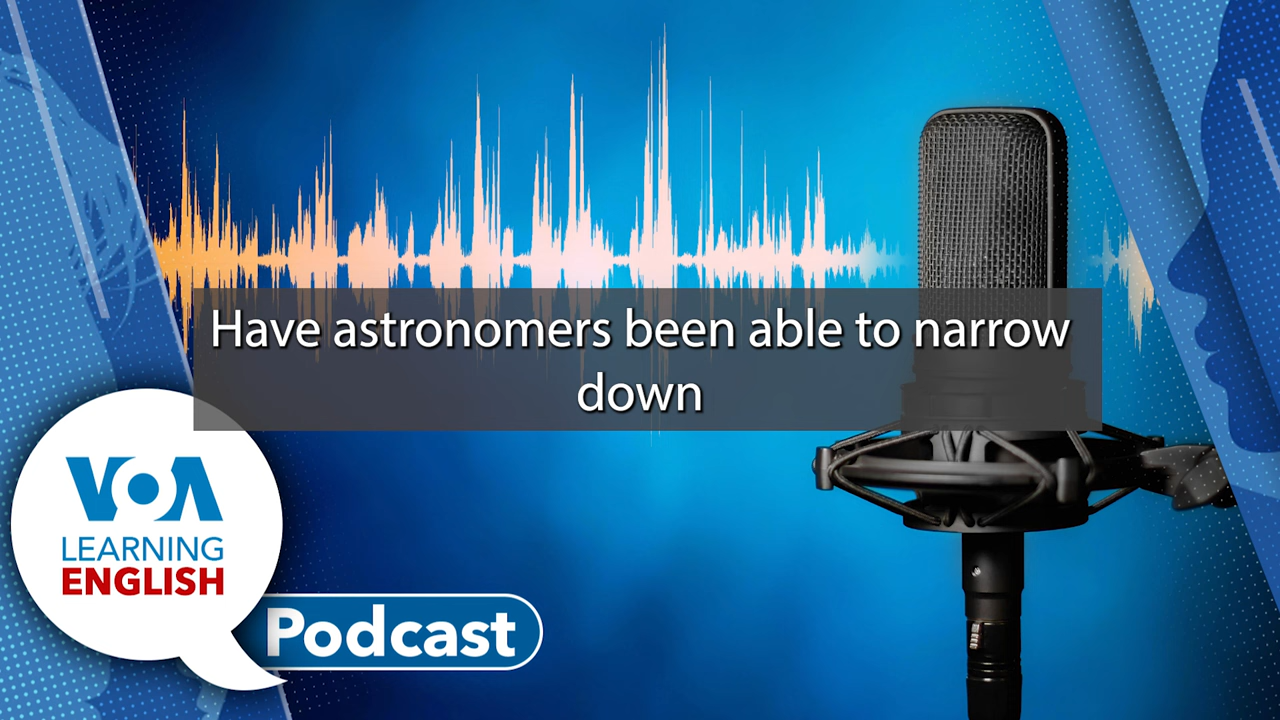 Have astronomers been able to narrow
down
VOA
LEARNING
ENGLISH
Podcast